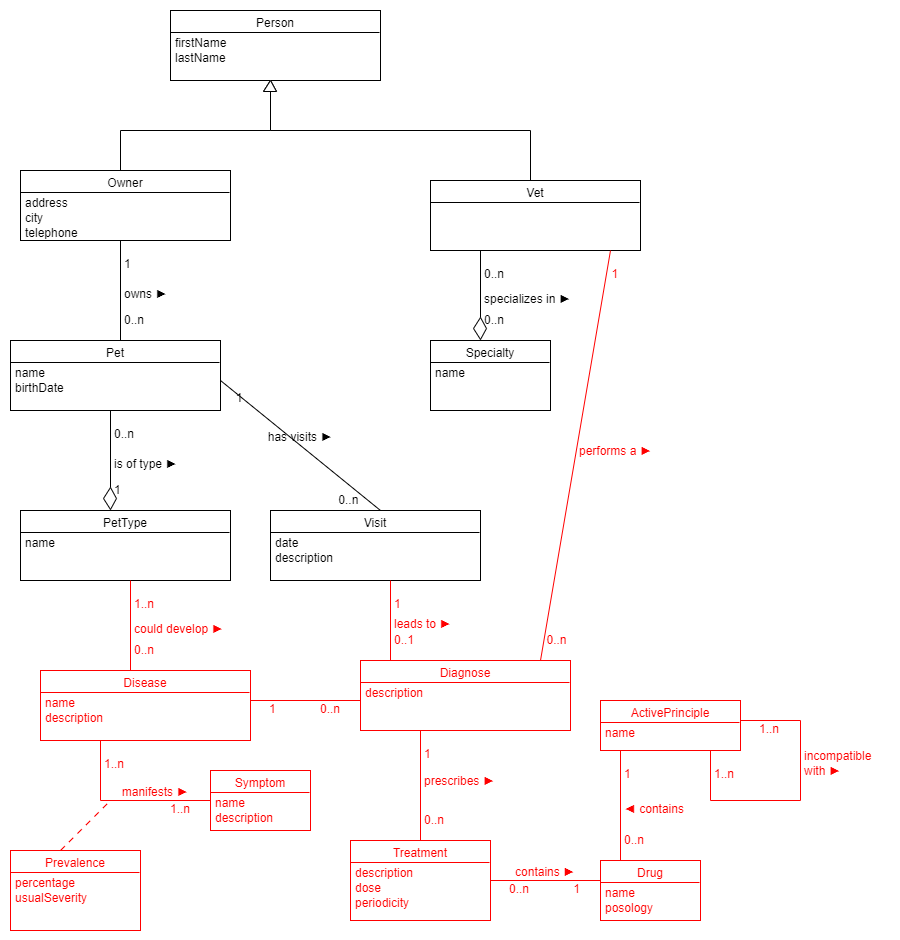 Person
firstName
lastName
Owner
address
city
telephone
Vet
1
owns ►
0..n
0..n
specializes in ►
0..n
1
Pet
name
birthDate
Specialty
name
1
has visits ►
0..n
0..n
is of type ►
1
performs a ►
PetType
name
Visit
date
description
1..n
could develop ►
0..n
1
leads to ►
0..1
0..n
Disease
name
description
1
0..n
Diagnose
description
ActivePrinciple
name
1..n
incompatible
with ►
1..n
1..n
manifests ►
1..n
Symptom
name
description
1
prescribes ►
0..n
1
◄ contains
0..n
Prevalence
percentage
usualSeverity
Treatment
description
dose
periodicity
contains ►
0..n
1
Drug
name
posology